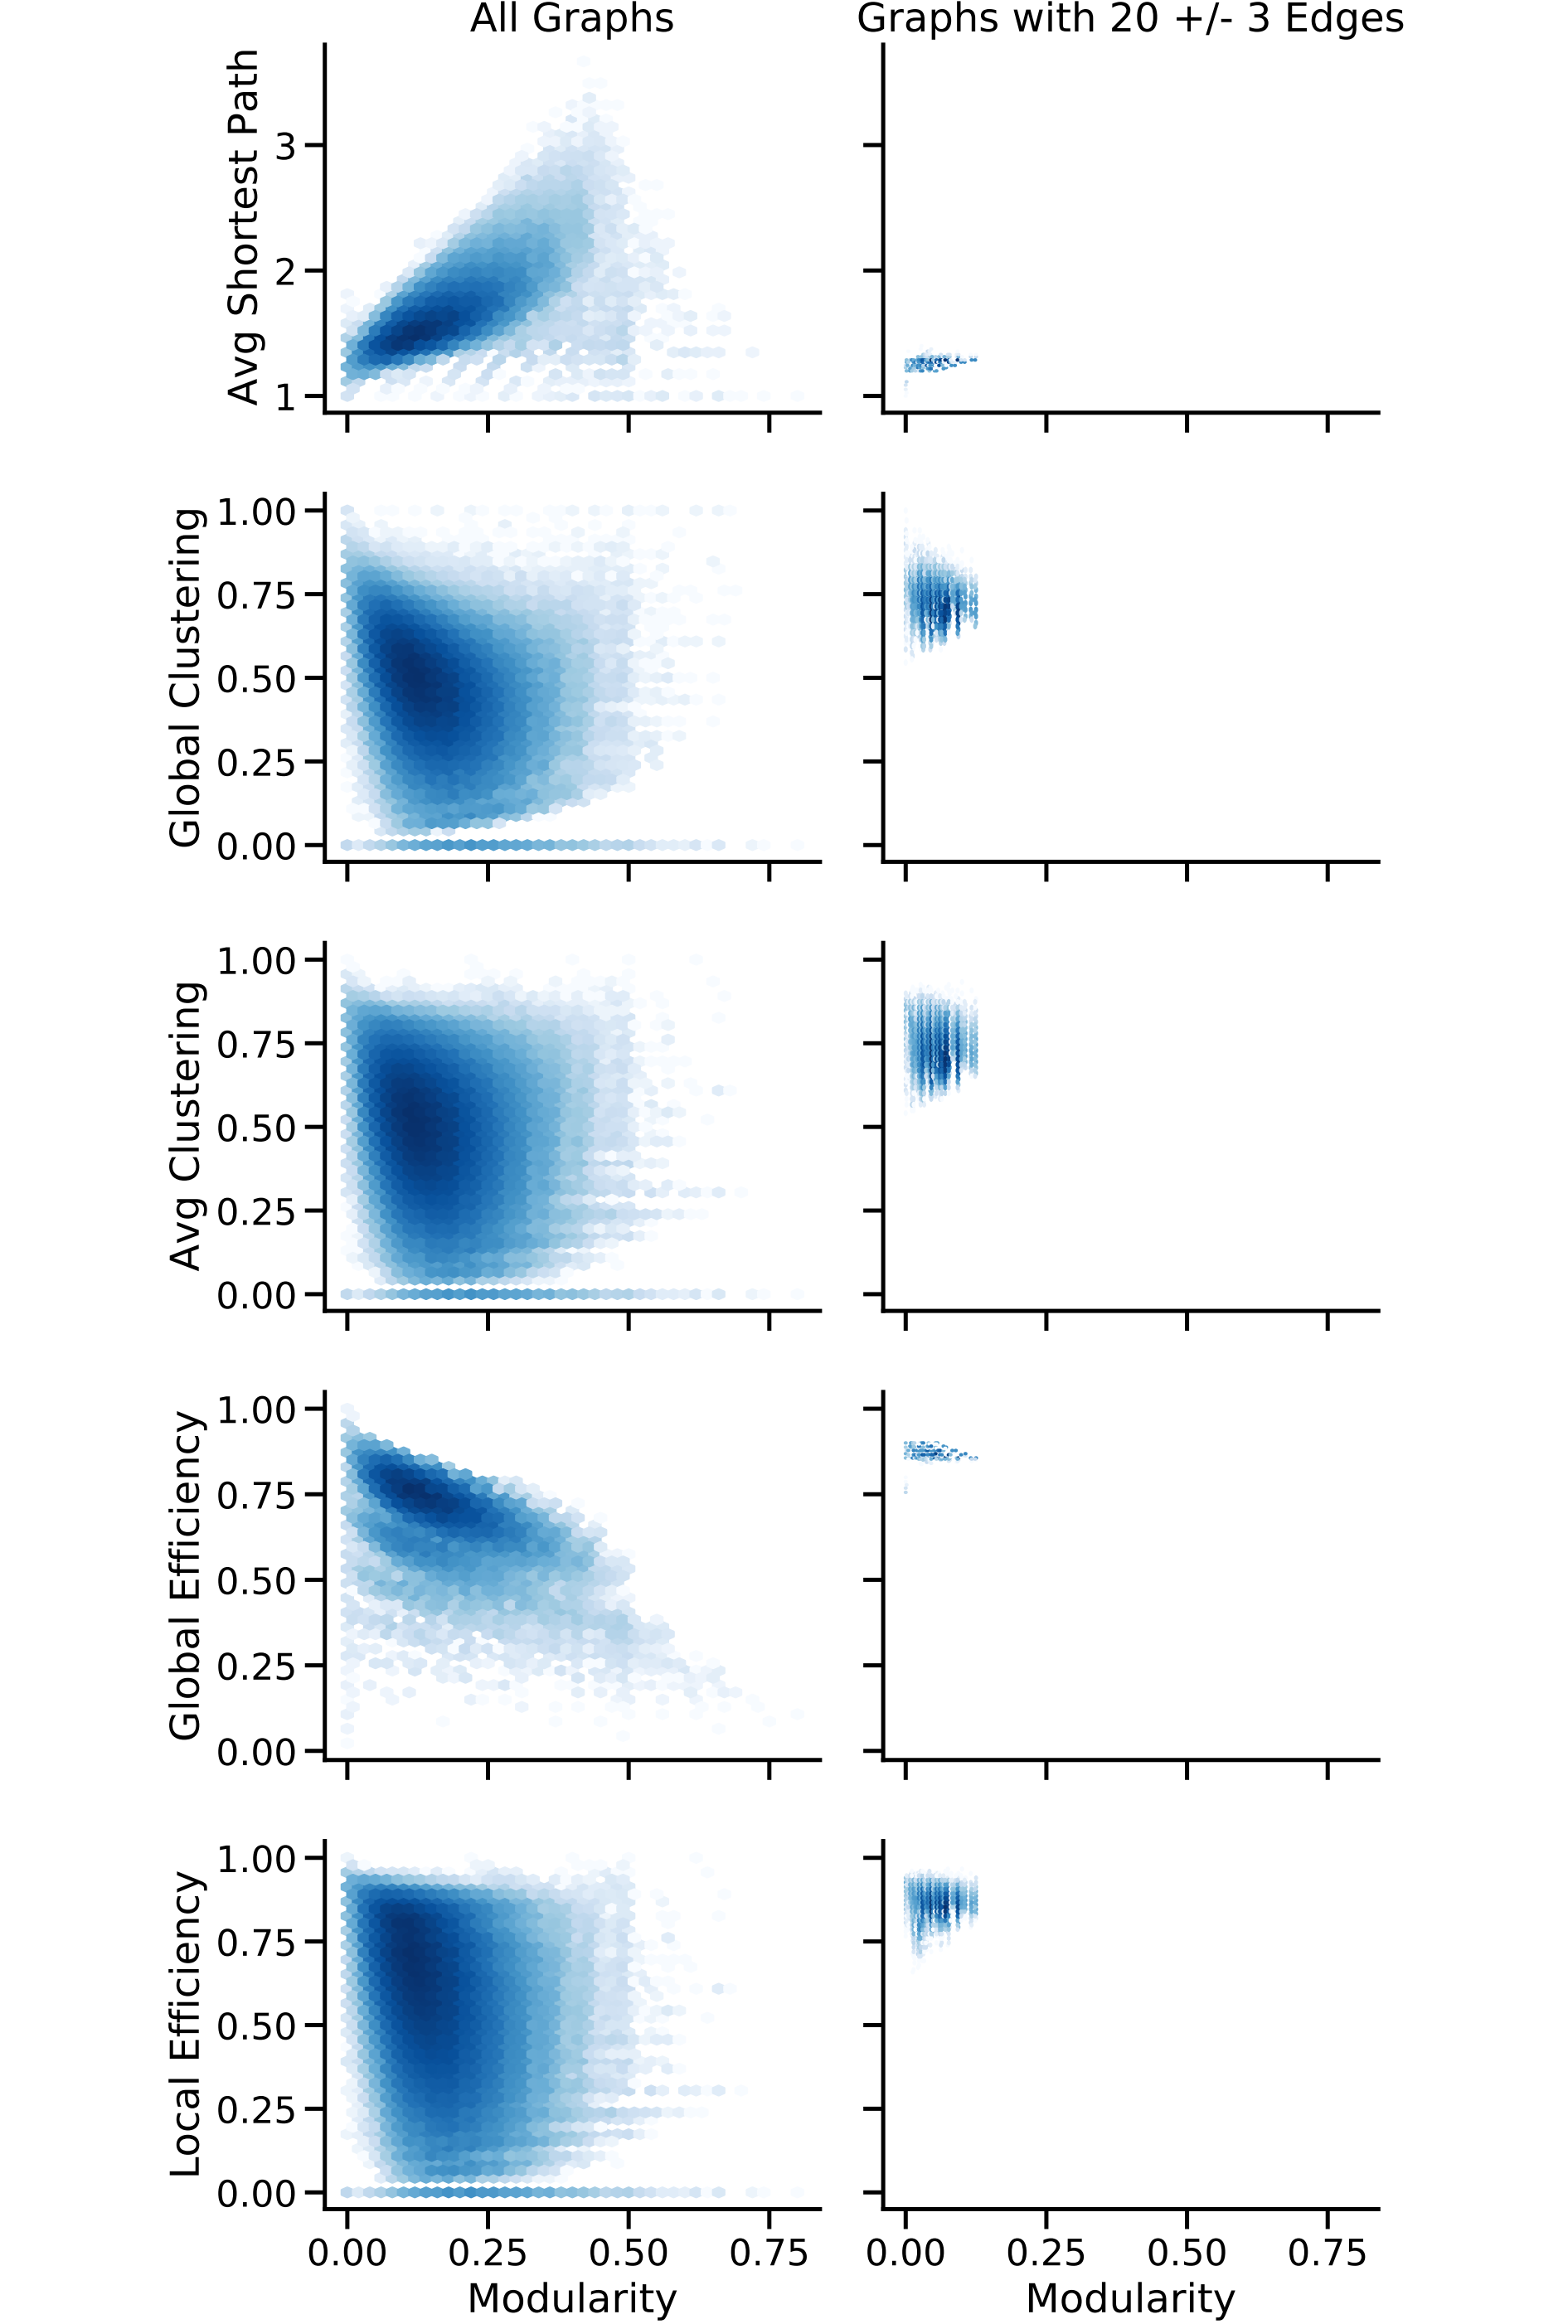 All Graphs
Graphs with 20 +/- 3 Edges
Avg Shortest Path
3
2
1
Global Clustering
1.00
0.75
0.50
0.25
0.00
Avg Clustering
1.00
0.75
0.50
0.25
0.00
Global Efficiency
1.00
0.75
0.50
0.25
0.00
Local Efficiency
1.00
0.75
0.50
0.25
0.00
0.00 0.25 0.50 0.75
0.00 0.25 0.50 0.75
Modularity
Modularity